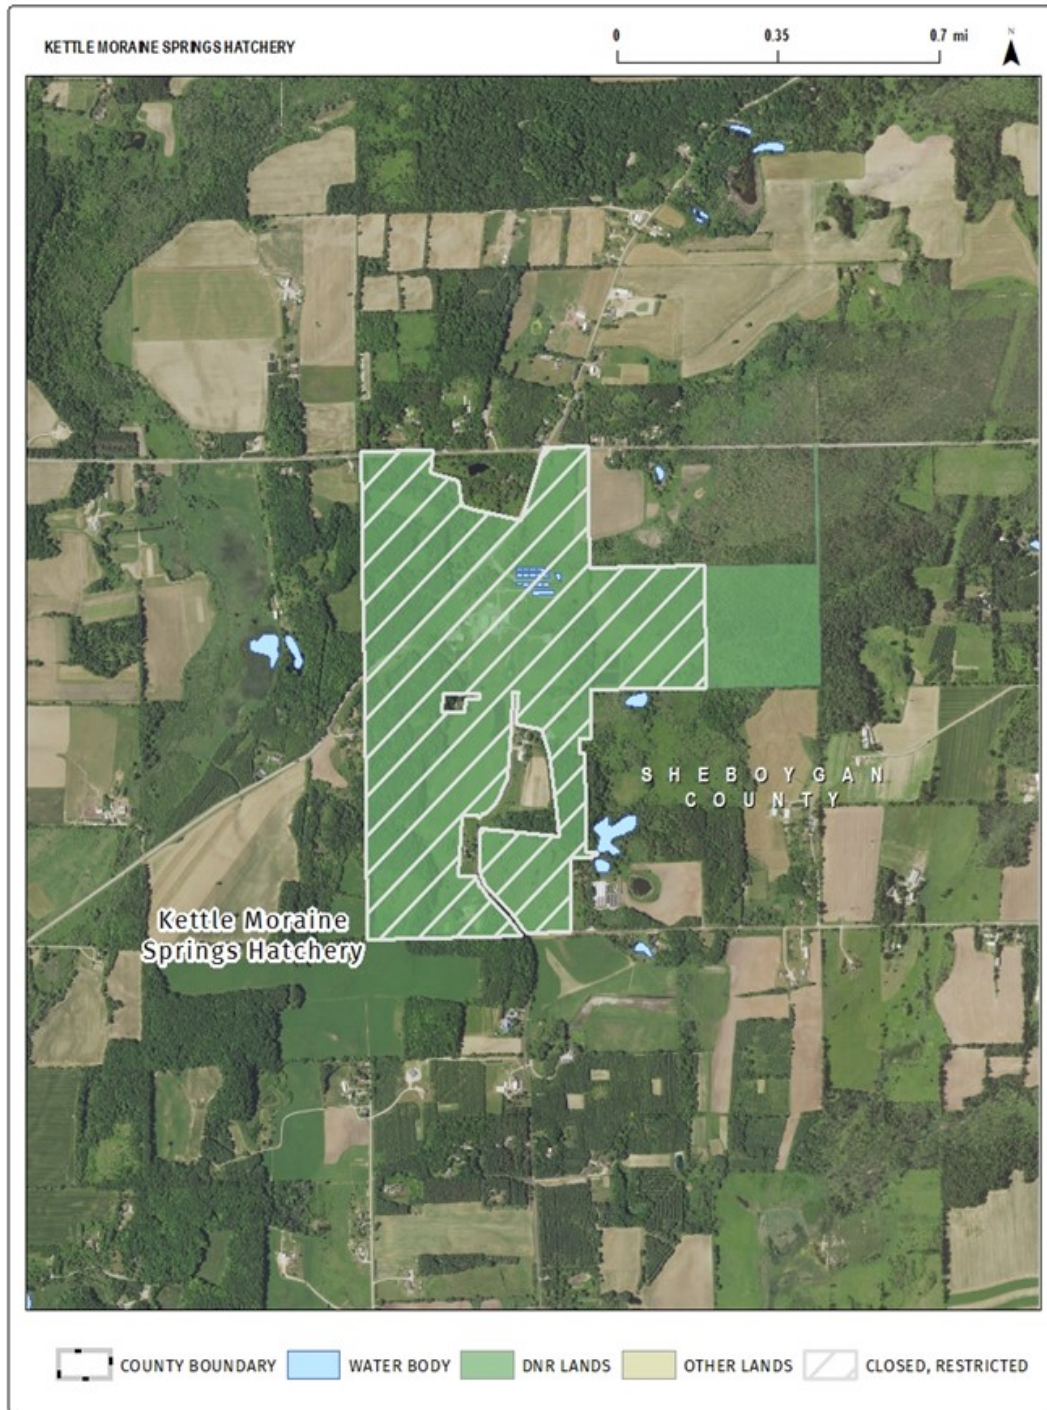 KETTLE MORAINE SPRINGS HATCHERY
0 0.35 0.7 mi
N
SHEBOYGAN
COUNTY
Kettle Moraine
Springs Hatchery
COUNTY BOUNDARY WATER BODY DNR LANDS OTHER LANDS CLOSED, RESTRICTED